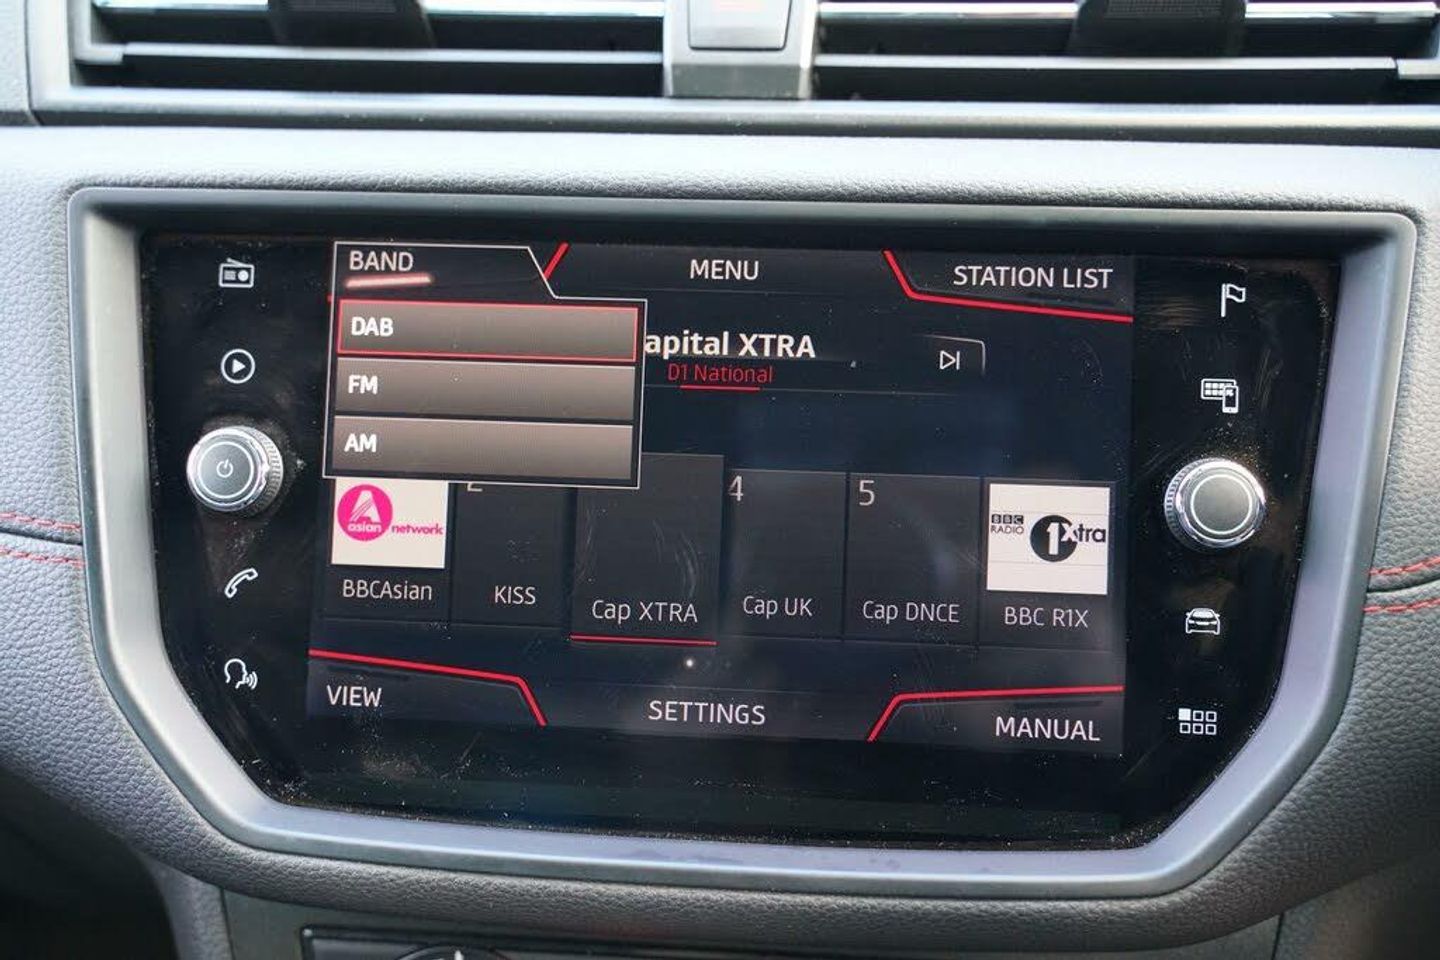 BAND
MENU
STATION LIST
DAB
FM
AM
apital XTRA
D1 National
2
4
5
A
asian network
BBC
RADIO
1Xtra
BBCAsian
KISS
Cap XTRA
Cap UK
Cap DNCE
BBC R1X
VIEW
SETTINGS
MANUAL